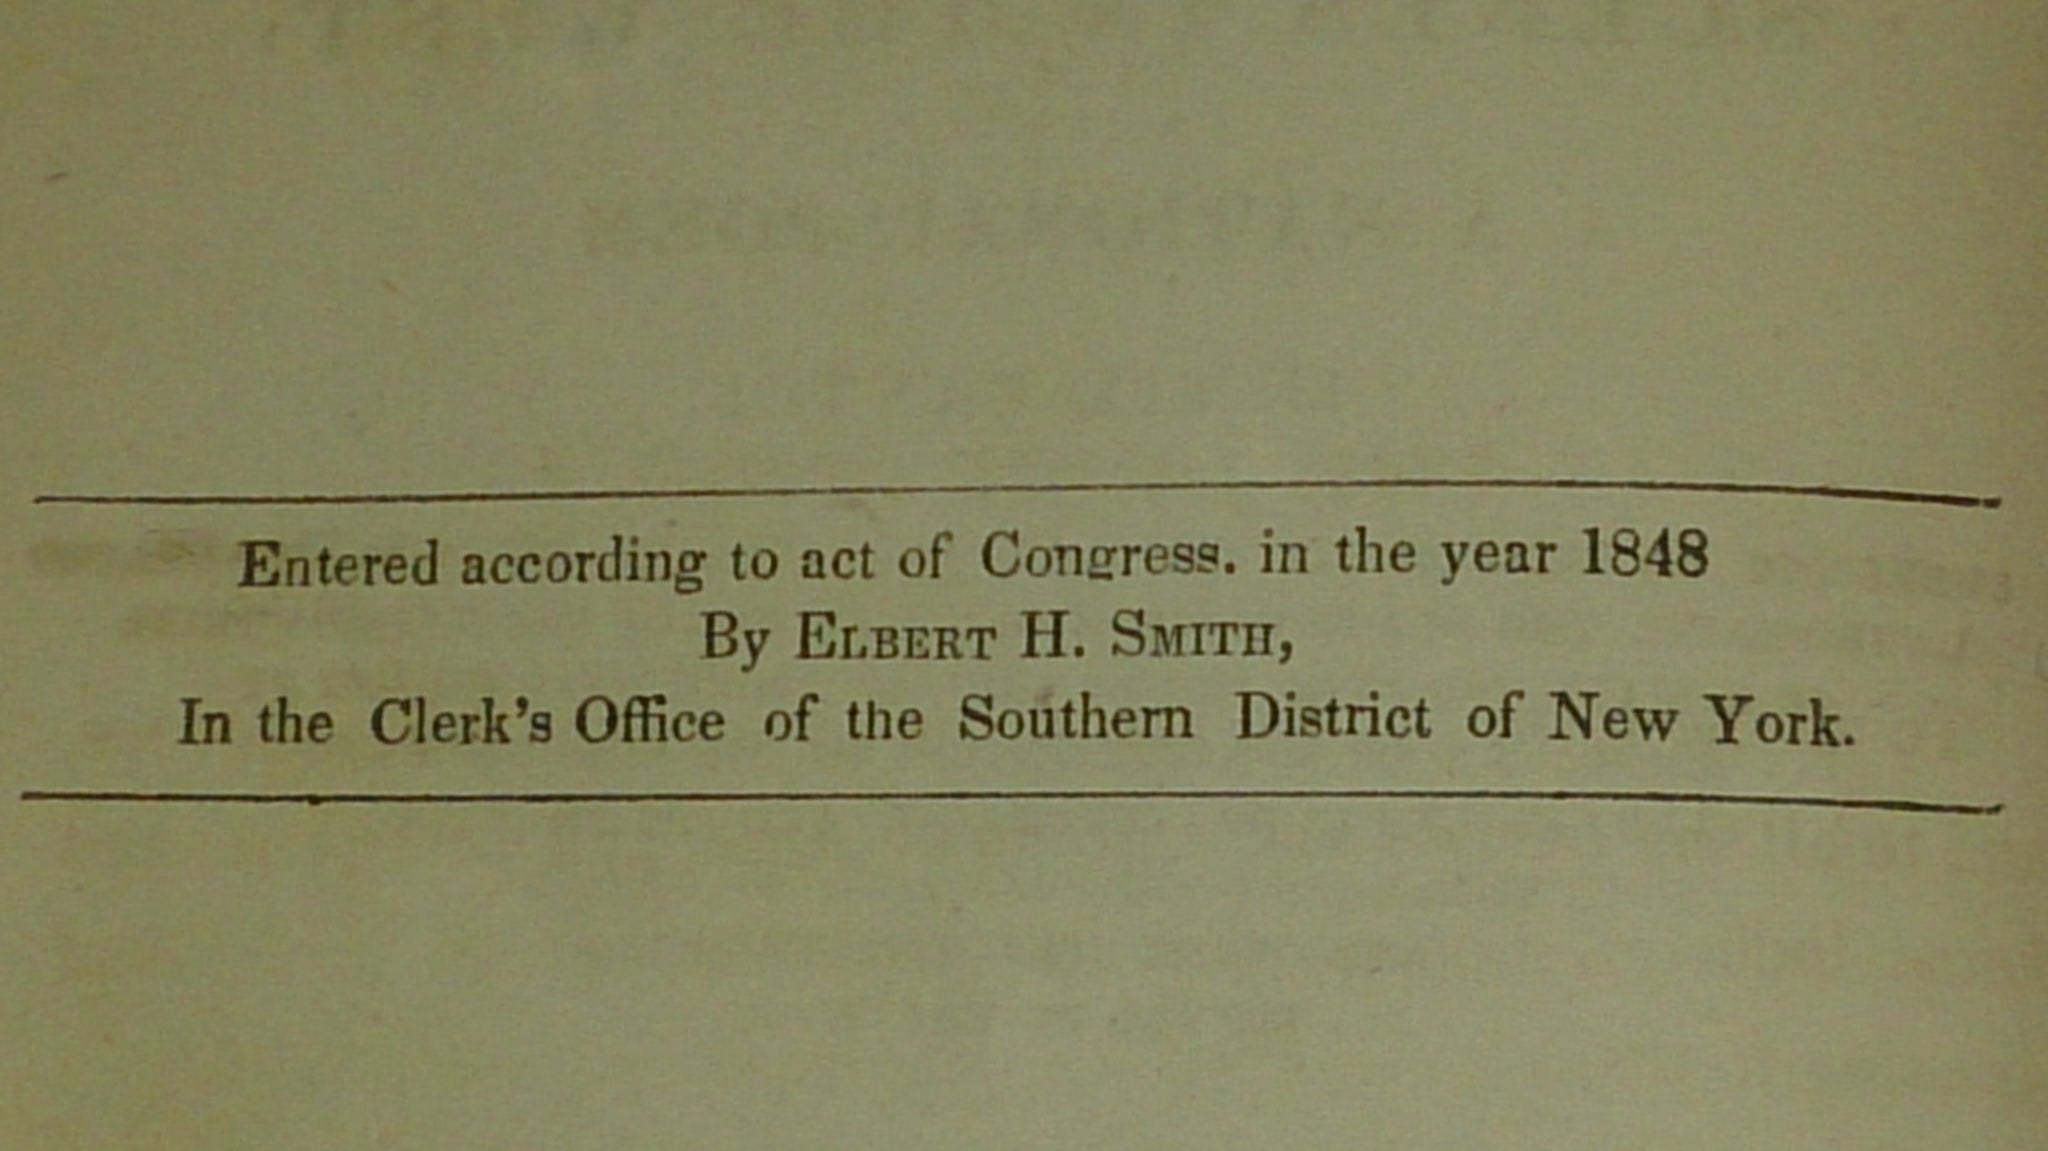 Entered according to act of Congress. in the year 1848
By ELBERT H. SMITH,
In the Clerk's Office of the Southern District of New York.